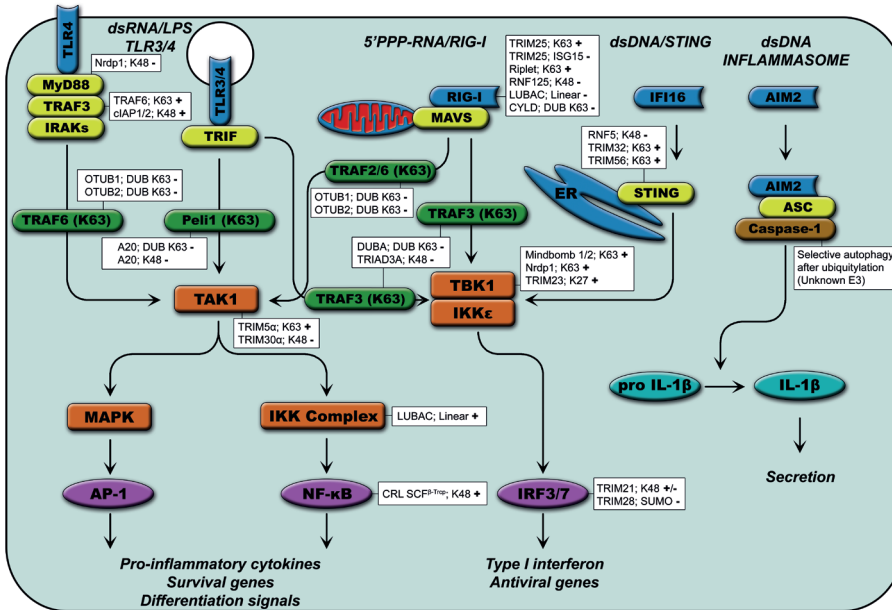 dsRNA/LPS
TLR3/4
5'PPP-RNA/RIG-I
dsDNA/STING
dsDNA
INFLAMMASOME
TLR4
Nrdp1; K48 -
MyD88
TRAF3
IRAKs
TRAF6; K63 +
cIAP1/2; K48 +
TLR3/4
TRIF
RIG-I
MAVS
TRIM25; K63 +
TRIM25; ISG15 -
Riplet; K63 +
RNF125; K48 -
LUBAC; Linear -
CYLD; DUB K63 -
IFI16
AIM2
RNF5; K48 -
TRIM32; K63 +
TRIM56; K63 +
ER
STING
AIM2
ASC
Caspase-1
Selective autophagy
after ubiquitylation
(Unknown E3)
OTUB1; DUB K63 -
OTUB2; DUB K63 -
TRAF6 (K63)
Peli1 (K63)
A20; DUB K63 -
A20; K48 -
TRAF2/6 (K63)
OTUB1; DUB K63 -
OTUB2; DUB K63 -
TRAF3 (K63)
DUBA; DUB K63 -
TRIAD3A; K48 -
TRAF3 (K63)
Mindbomb 1/2; K63 +
Nrdp1; K63 +
TRIM23; K27 +
TAK1
TBK1
IKKε
TRIM5α; K63 +
TRIM30α; K48 -
pro IL-1β
IL-1β
MAPK
IKK Complex
LUBAC; Linear +
Secretion
AP-1
NF-κB
CRL SCFβ-Trcp; K48 +
IRF3/7
TRIM21; K48 +/-
TRIM28; SUMO -
Pro-inflammatory cytokines
Survival genes
Differentiation signals
Type I interferon
Antiviral genes